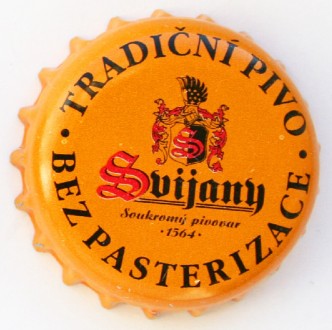 • TRADIČNÍ PIVO •
S
Svijany
Soukromý pivovar
• 1564 •
BEZ PASTERIZACE